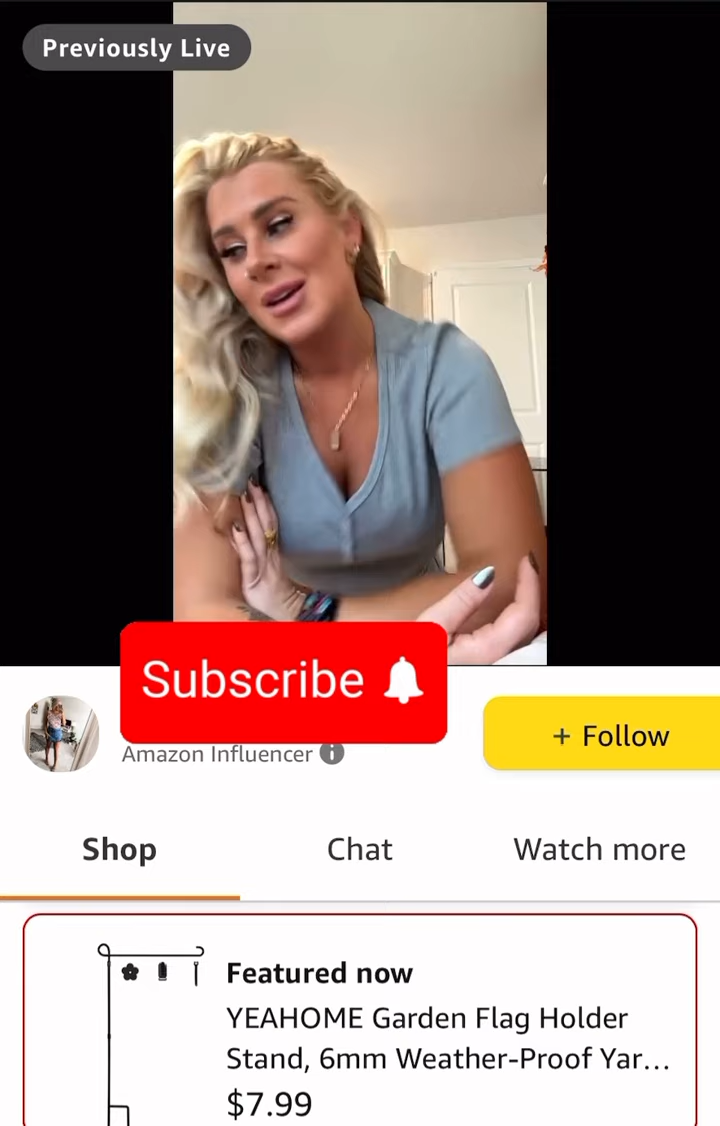 Previously Live
Subscribe
Amazon Influencer
+ Follow
Shop
Chat
Watch more
Featured now
YEAHOME Garden Flag Holder
Stand, 6mm Weather-Proof Yar...
$7.99